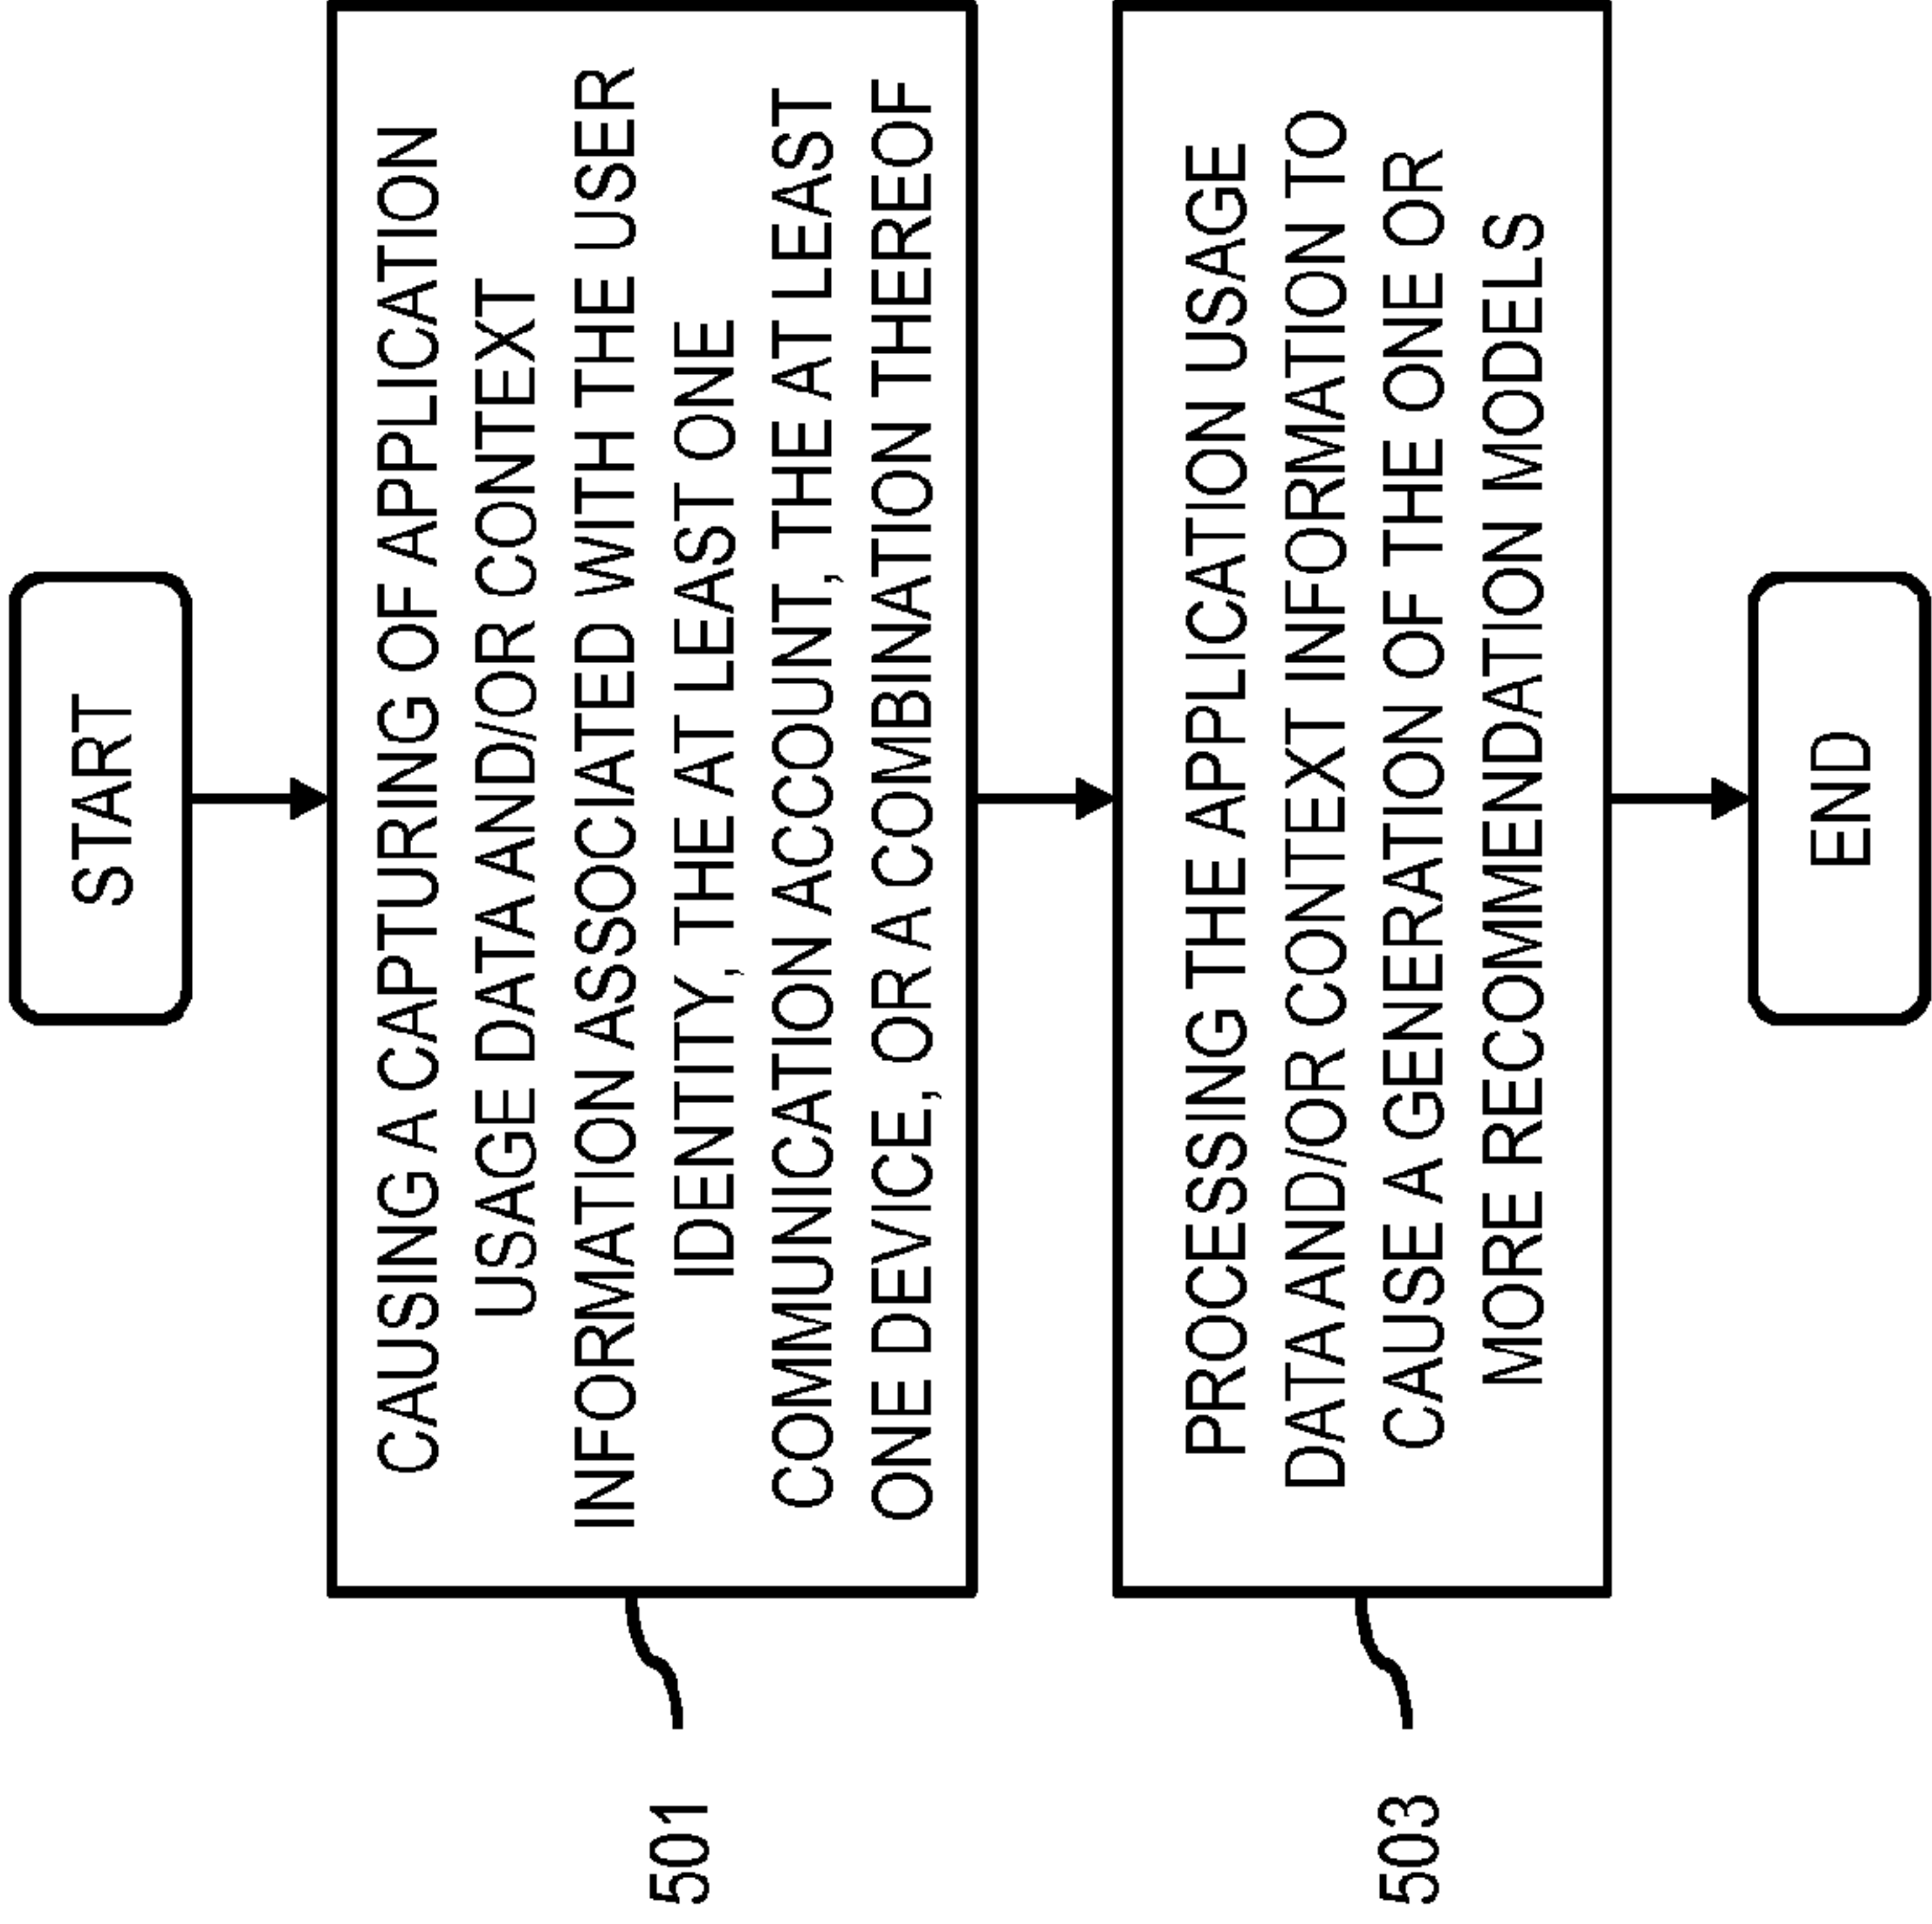 START
CAUSING A CAPTURING OF APPLICATION
USAGE DATA AND/OR CONTEXT
INFORMATION ASSOCIATED WITH THE USER
IDENTITY, THE AT LEAST ONE
COMMUNICATION ACCOUNT, THE AT LEAST
ONE DEVICE, OR A COMBINATION THEREOF
501
PROCESSING THE APPLICATION USAGE
DATA AND/OR CONTEXT INFORMATION TO
CAUSE A GENERATION OF THE ONE OR
MORE RECOMMENDATION MODELS
503
END